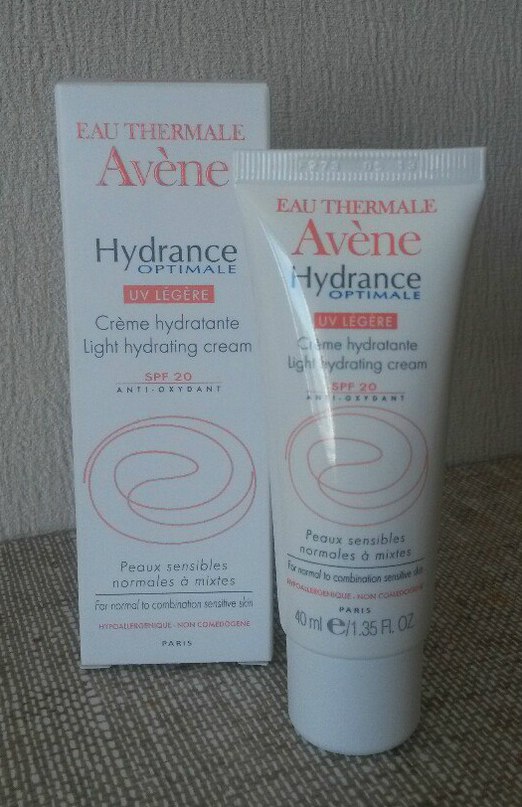 EAU THERMALE
Avène
Hydrance
OPTIMALE
UV LÉGÈRE
Crème hydratante
Light hydrating cream
SPF 20
ANTI-OXYDANT
Peaux sensibles
normales à mixtes
For normal to combination sensitive skin
HYPOALLERGENIQUE - NON COMEDOGENE
PARIS
EAU THERMALE
Avène
Hydrance
OPTIMALE
UV LÉGÈRE
Crème hydratante
Light hydrating cream
SPF 20
ANTI-OXYDANT
Peaux sensibles
normales à mixtes
For normal to combination sensitive skin
HYPOALLERGENIQUE - NON COMEDOGENE
PARIS
40 ml e/1.35 Fl. OZ